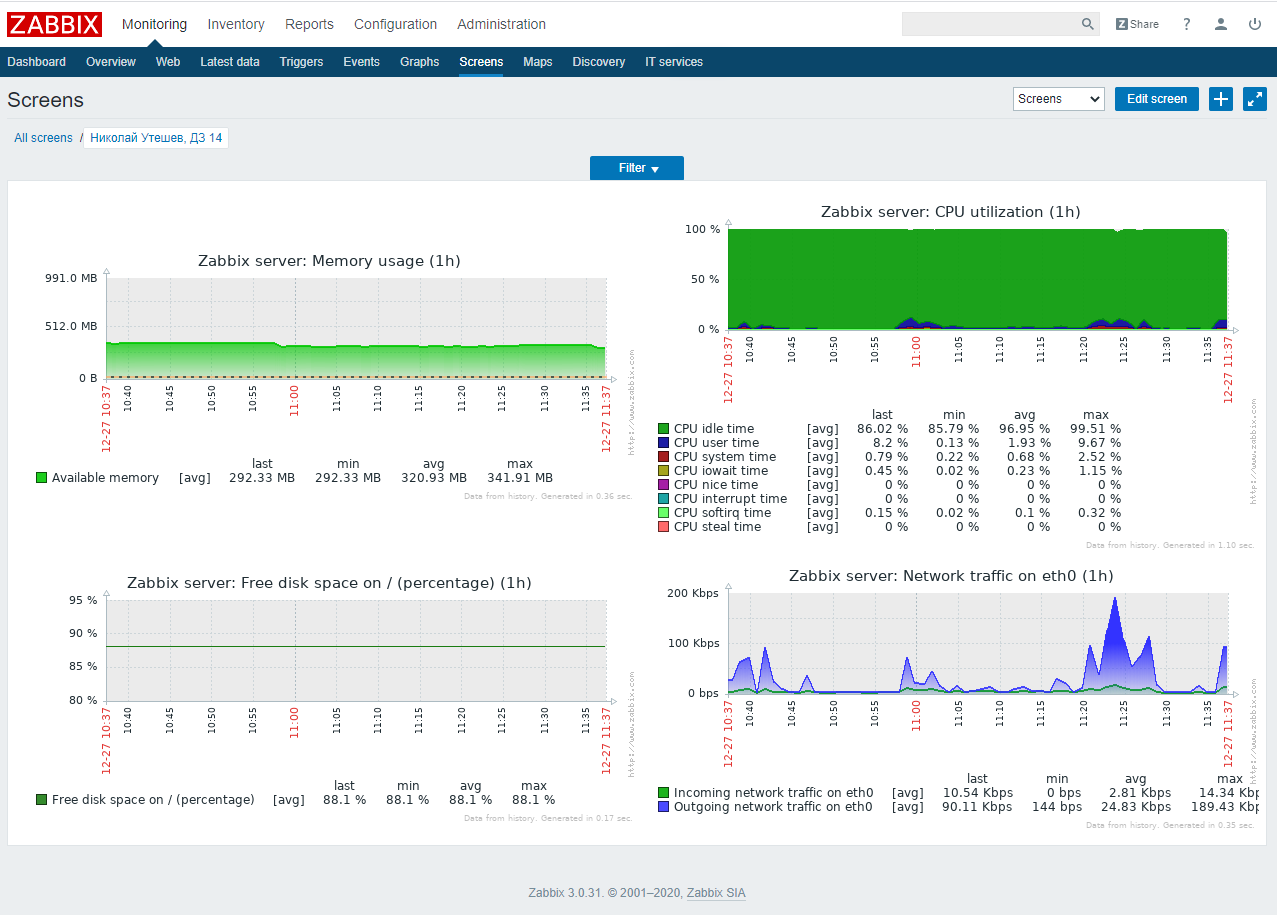 ZABBIX Monitoring Inventory Reports Configuration Administration Z Share ?
Dashboard Overview Web Latest data Triggers Events Graphs Screens Maps Discovery IT services
Screens Screens Edit screen
All screens / Николай Утешев, ДЗ 14
Filter
Zabbix server: Memory usage (1h)
991.0 MB
512.0 MB
0 B
12-27 10:37 10:40 10:45 10:50 10:55 11:00 11:05 11:10 11:15 11:20 11:25 11:30 11:35 12-27 11:37
http://www.zabbix.com
last min avg max
Available memory [avg] 292.33 MB 292.33 MB 320.93 MB 341.91 MB
Data from history. Generated in 0.36 sec.
Zabbix server: CPU utilization (1h)
100 %
50 %
0 %
12-27 10:37 10:40 10:45 10:50 10:55 11:00 11:05 11:10 11:15 11:20 11:25 11:30 11:35 12-27 11:37
http://www.zabbix.com
last min avg max
CPU idle time [avg] 86.02 % 85.79 % 96.95 % 99.51 %
CPU user time [avg] 8.2 % 0.13 % 1.93 % 9.67 %
CPU system time [avg] 0.79 % 0.22 % 0.68 % 2.52 %
CPU iowait time [avg] 0.45 % 0.02 % 0.23 % 1.15 %
CPU nice time [avg] 0 % 0 % 0 % 0 %
CPU interrupt time [avg] 0 % 0 % 0 % 0 %
CPU softirq time [avg] 0.15 % 0.02 % 0.1 % 0.32 %
CPU steal time [avg] 0 % 0 % 0 % 0 %
Data from history. Generated in 1.10 sec.
Zabbix server: Free disk space on / (percentage) (1h)
95 %
90 %
85 %
80 %
12-27 10:37 10:40 10:45 10:50 10:55 11:00 11:05 11:10 11:15 11:20 11:25 11:30 11:35 12-27 11:37
http://www.zabbix.com
last min avg max
Free disk space on / (percentage) [avg] 88.1 % 88.1 % 88.1 % 88.1 %
Data from history. Generated in 0.17 sec.
Zabbix server: Network traffic on eth0 (1h)
200 Kbps
100 Kbps
0 bps
12-27 10:37 10:40 10:45 10:50 10:55 11:00 11:05 11:10 11:15 11:20 11:25 11:30 11:35 12-27 11:37
http://www.zabbix.com
last min avg max
Incoming network traffic on eth0 [avg] 10.54 Kbps 0 bps 2.81 Kbps 14.34 Kbp
Outgoing network traffic on eth0 [avg] 90.11 Kbps 144 bps 24.83 Kbps 189.43 Kbp
Data from history. Generated in 0.35 sec.
Zabbix 3.0.31. © 2001–2020, Zabbix SIA